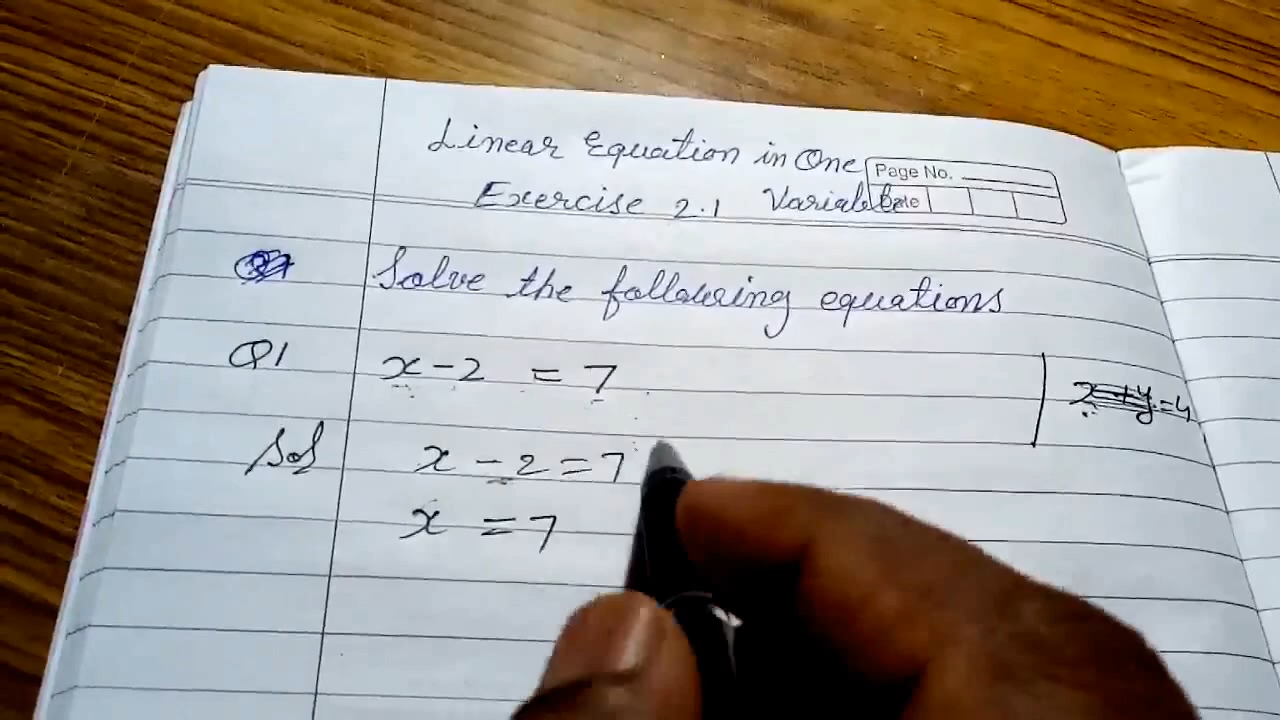 Linear Equation in One
Page No.
Exercise 2.1 Variable
Date
Solve the following equations
Q1 x - 2 = 7
x + y = 4
Sol x - 2 = 7
x = 7